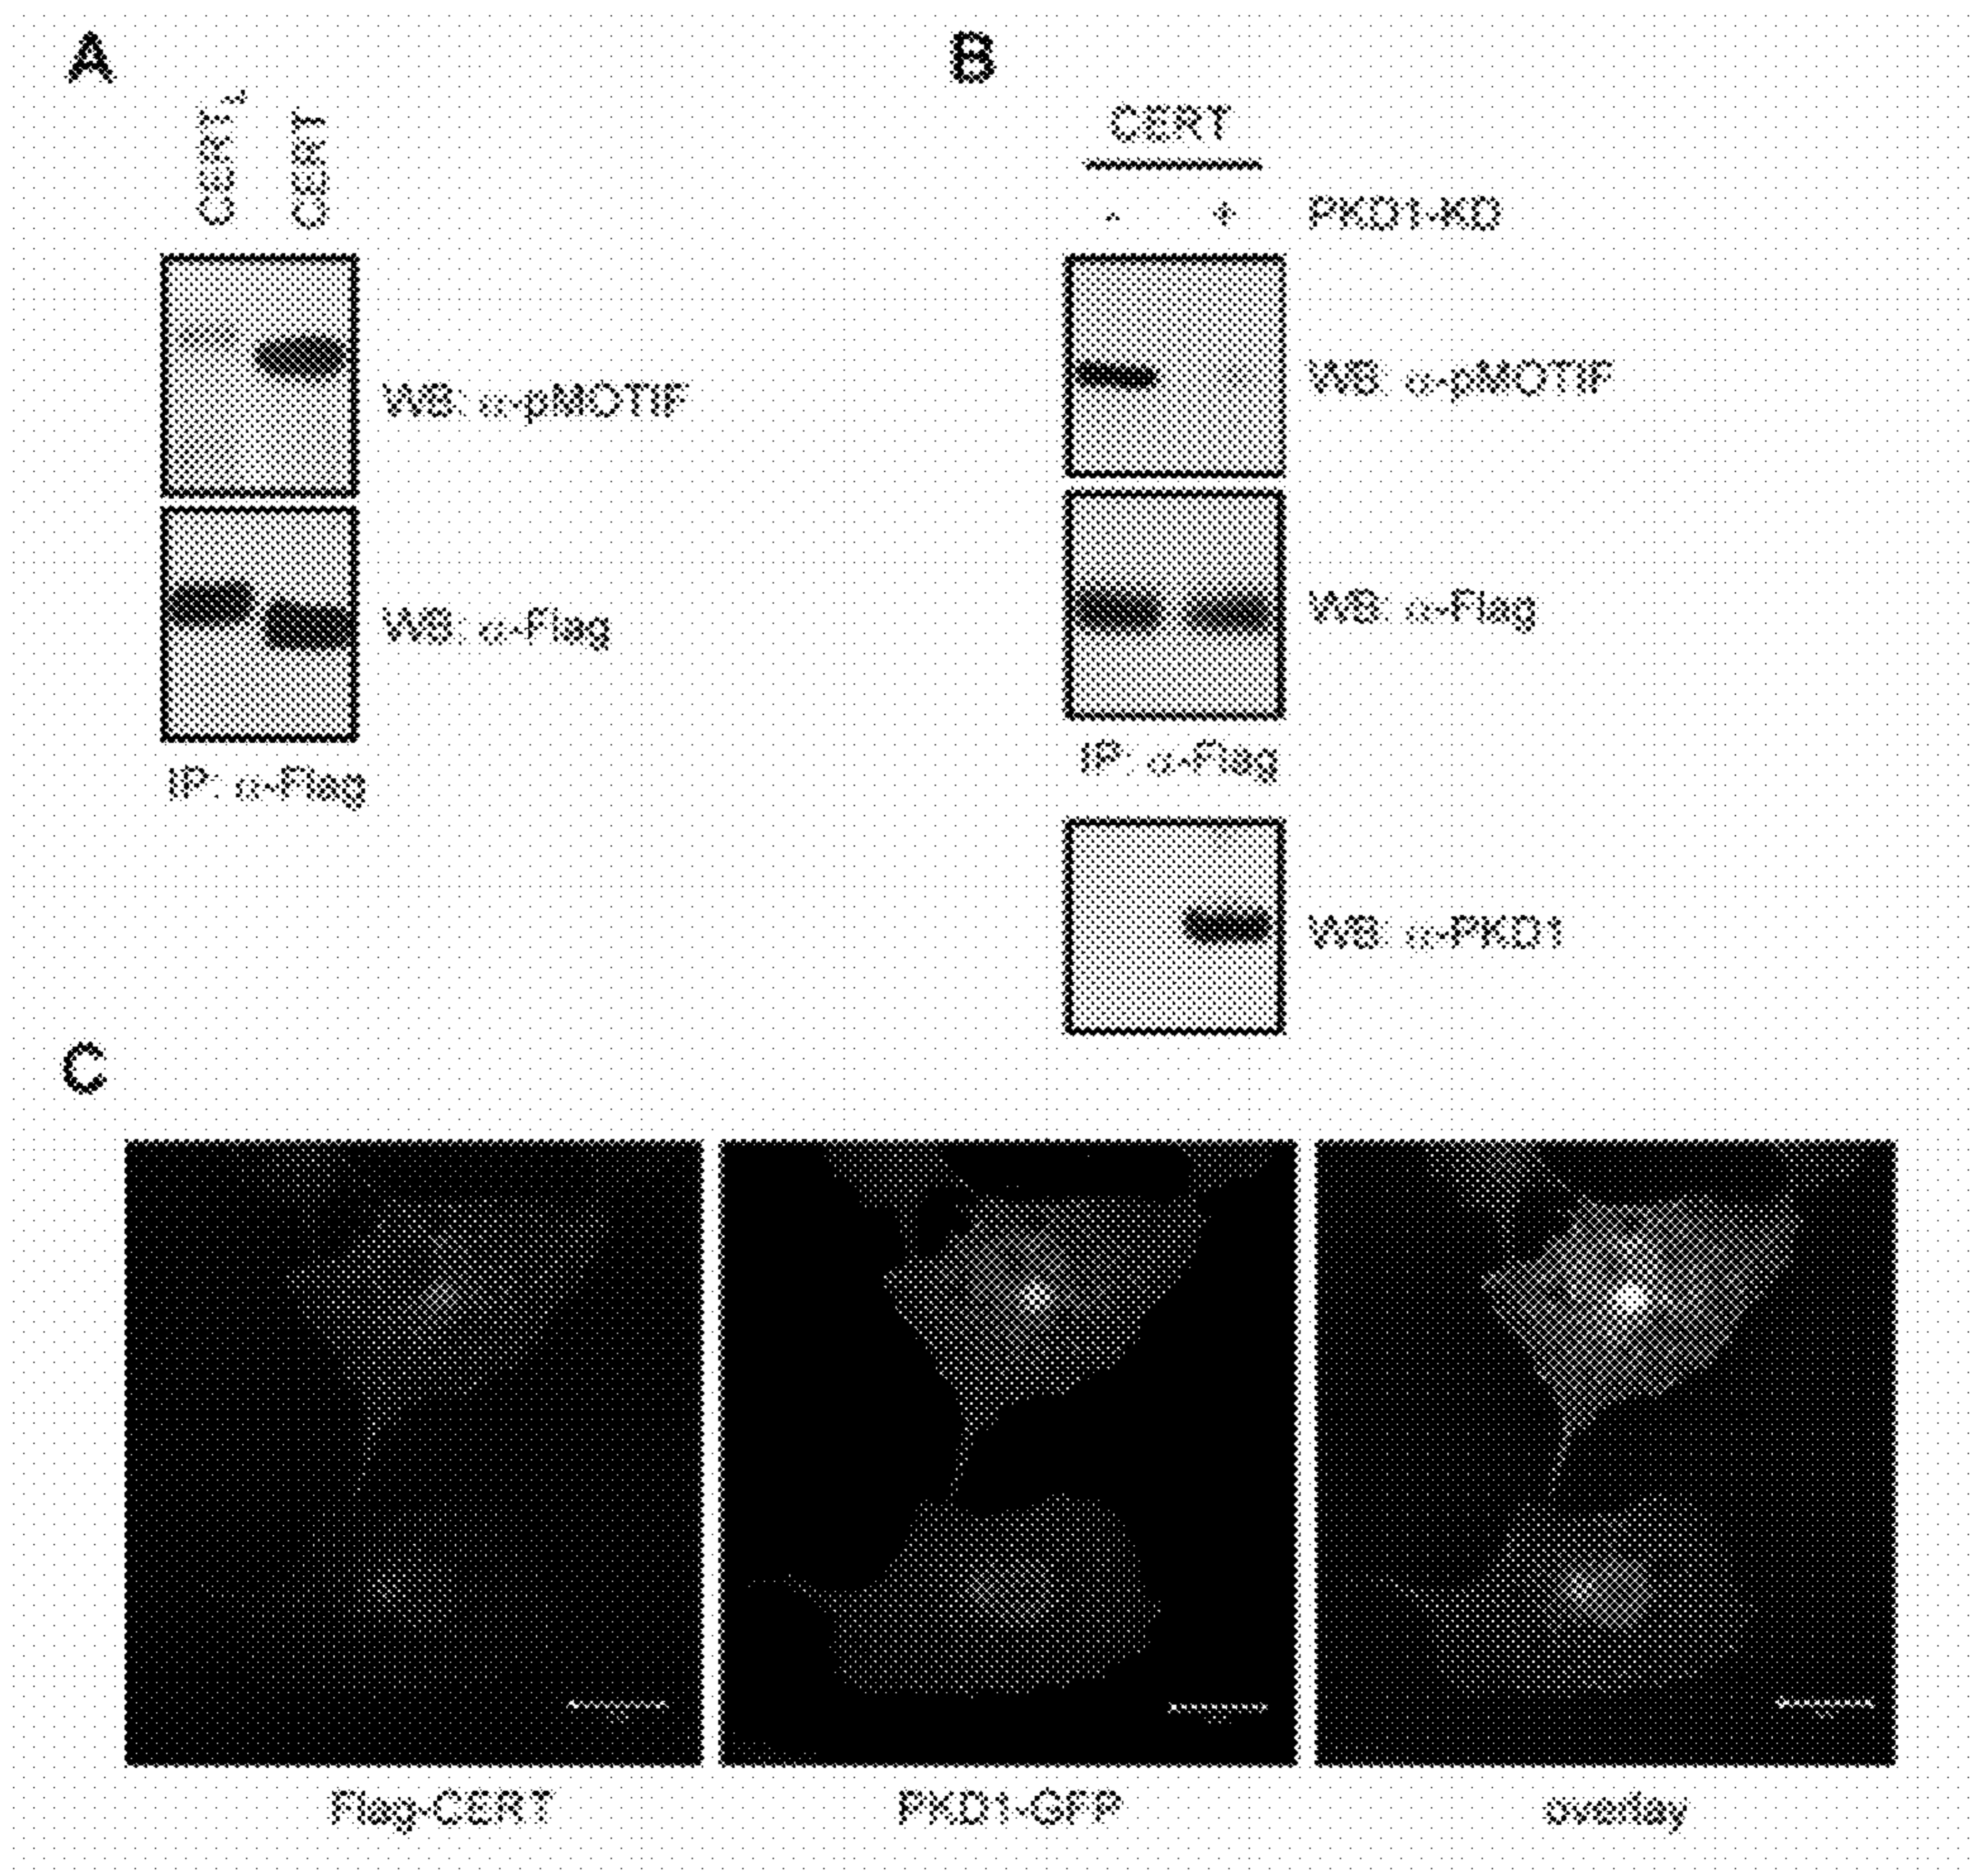 A
CERT_L
CERT
WB: α-pMOTIF
WB: α-Flag
IP: α-Flag
B
CERT
- + PKD1-KD
WB: α-pMOTIF
WB: α-Flag
IP: α-Flag
WB: α-PKD1
C
Flag-CERT PKD1-GFP overlay